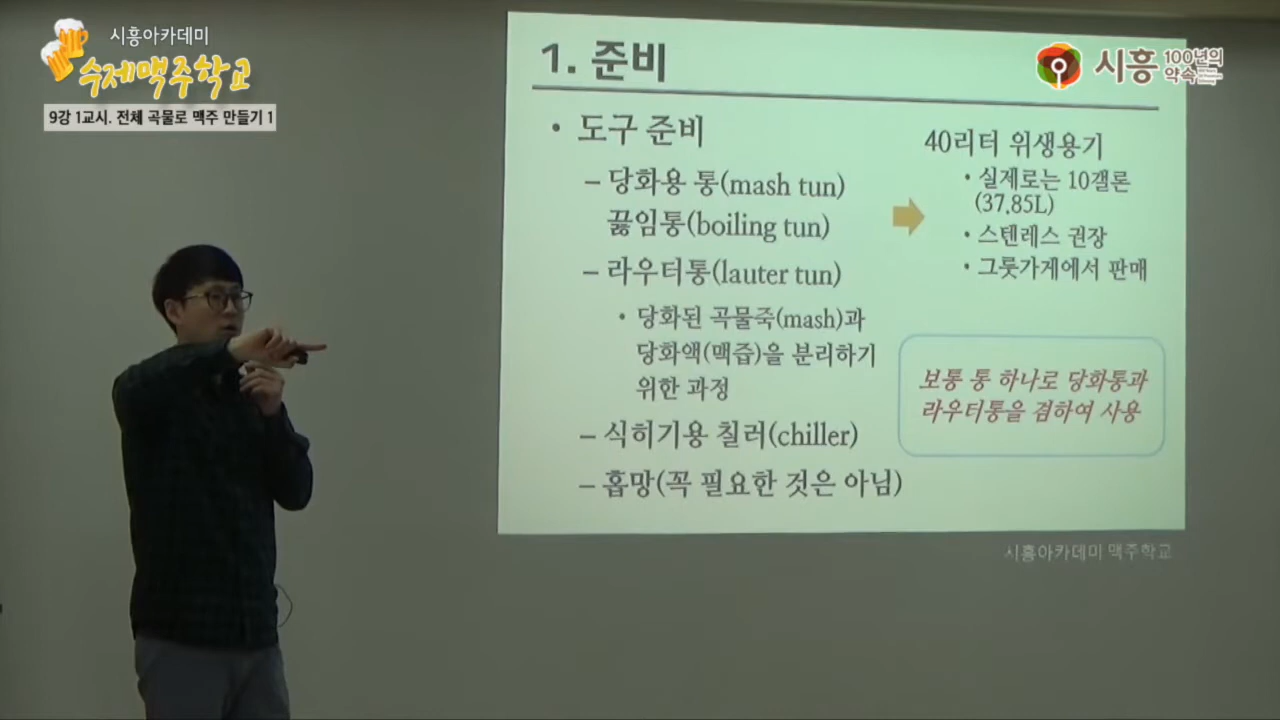 시흥아카데미
수제맥주학교
9강 1교시. 전체 곡물로 맥주 만들기 1
시흥 100년의
약속
1. 준비
• 도구 준비
– 당화용 통(mash tun)
끓임통(boiling tun)
– 라우터통(lauter tun)
• 당화된 곡물죽(mash)과
당화액(맥즙)을 분리하기
위한 과정
– 식히기용 칠러(chiller)
– 홉망(꼭 필요한 것은 아님)
40리터 위생용기
• 실제로는 10갤론
(37.85L)
• 스텐레스 권장
• 그릇가게에서 판매
보통 통 하나로 당화통과
라우터통을 겸하여 사용
시흥아카데미 맥주학교